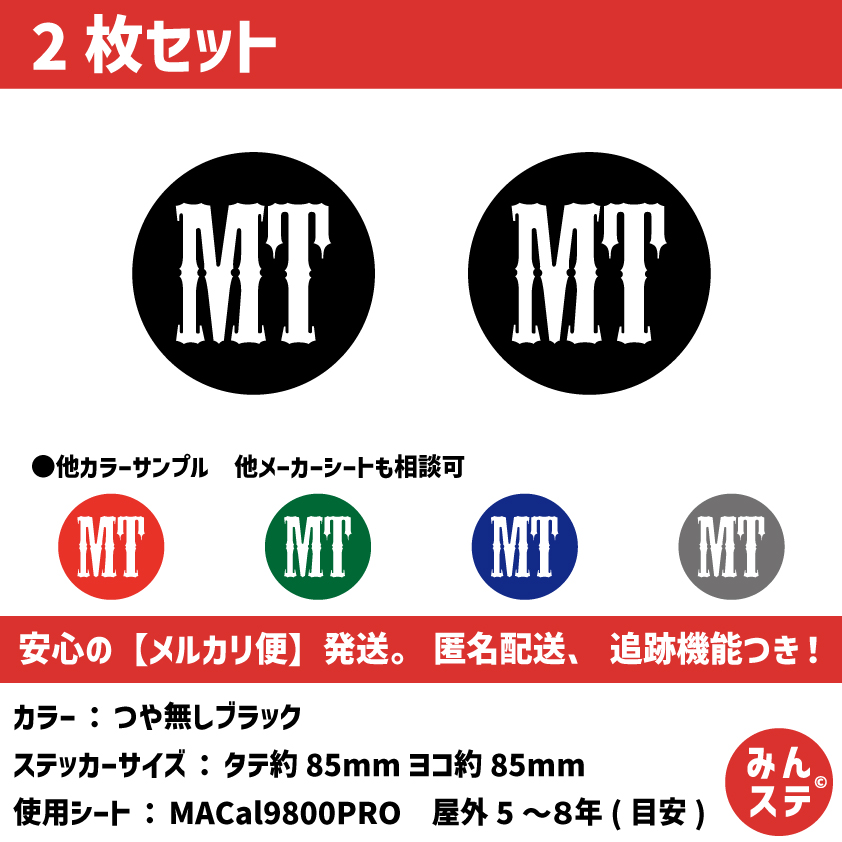 2枚セット
MT MT
●他カラーサンプル 他メーカーシートも相談可
MT MT MT MT
安心の【メルカリ便】発送。 匿名配送、 追跡機能つき!
カラー : つや無しブラック
ステッカーサイズ : タテ約 85mm ヨコ約 85mm
使用シート : MACal9800PRO 屋外 5 ~8年 ( 目安 )
みん
ステ©